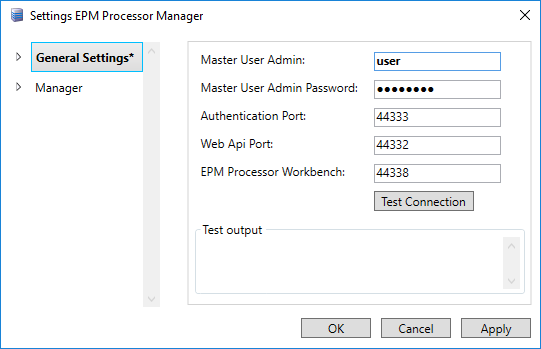 Settings EPM Processor Manager
General Settings*
Manager
Master User Admin: user
Master User Admin Password: ●●●●●●●●
Authentication Port: 44333
Web Api Port: 44332
EPM Processor Workbench: 44338
Test Connection
Test output
OK Cancel Apply